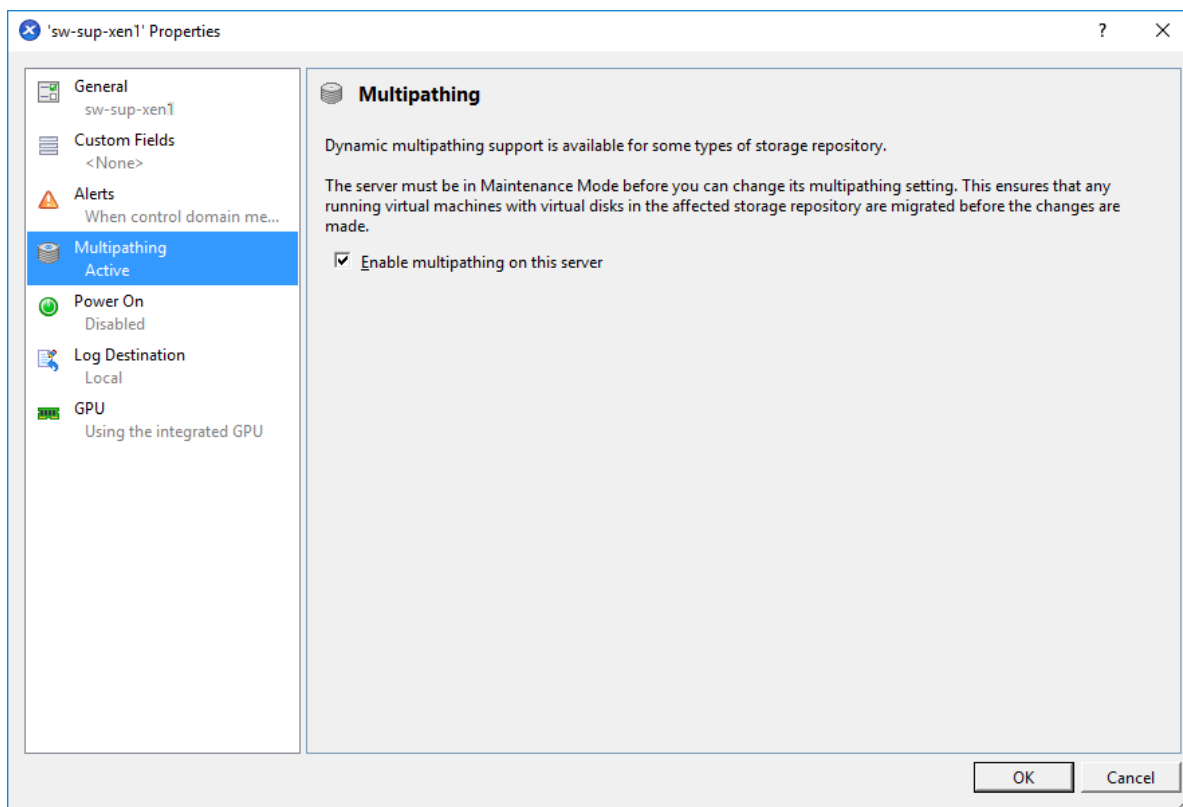 'sw-sup-xen1' Properties
?
General
sw-sup-xen1
Custom Fields
<None>
Alerts
When control domain me...
Multipathing
Active
Power On
Disabled
Log Destination
Local
GPU
Using the integrated GPU
Multipathing
Dynamic multipathing support is available for some types of storage repository.
The server must be in Maintenance Mode before you can change its multipathing setting. This ensures that any
running virtual machines with virtual disks in the affected storage repository are migrated before the changes are
made.
Enable multipathing on this server
OK
Cancel